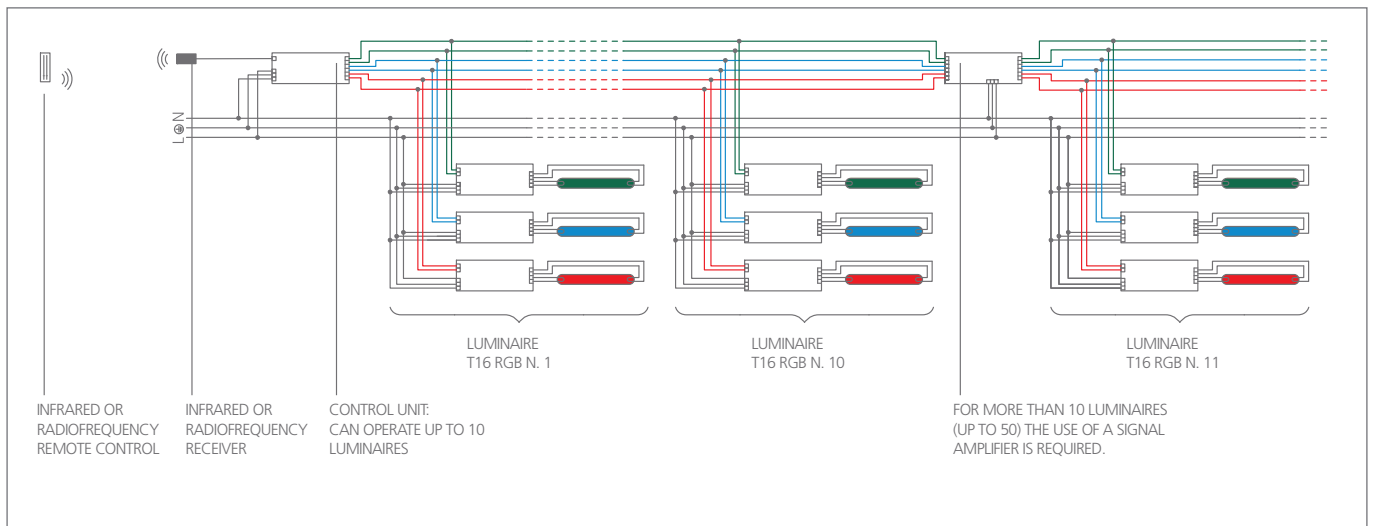 L N
LUMINAIRE
T16 RGB N. 1
LUMINAIRE
T16 RGB N. 10
LUMINAIRE
T16 RGB N. 11
INFRARED OR
RADIOFREQUENCY
REMOTE CONTROL
INFRARED OR
RADIOFREQUENCY
RECEIVER
CONTROL UNIT:
CAN OPERATE UP TO 10
LUMINAIRES
FOR MORE THAN 10 LUMINAIRES
(UP TO 50) THE USE OF A SIGNAL
AMPLIFIER IS REQUIRED.